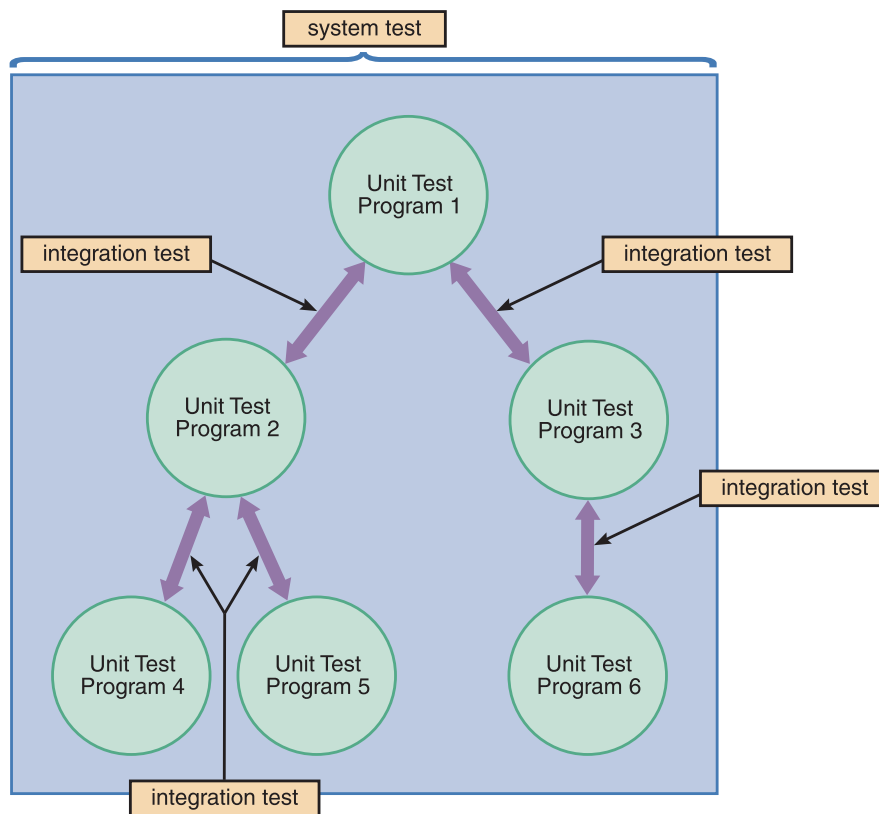 system test
Unit Test
Program 1
integration test
integration test
Unit Test
Program 2
Unit Test
Program 3
integration test
Unit Test
Program 4
Unit Test
Program 5
Unit Test
Program 6
integration test